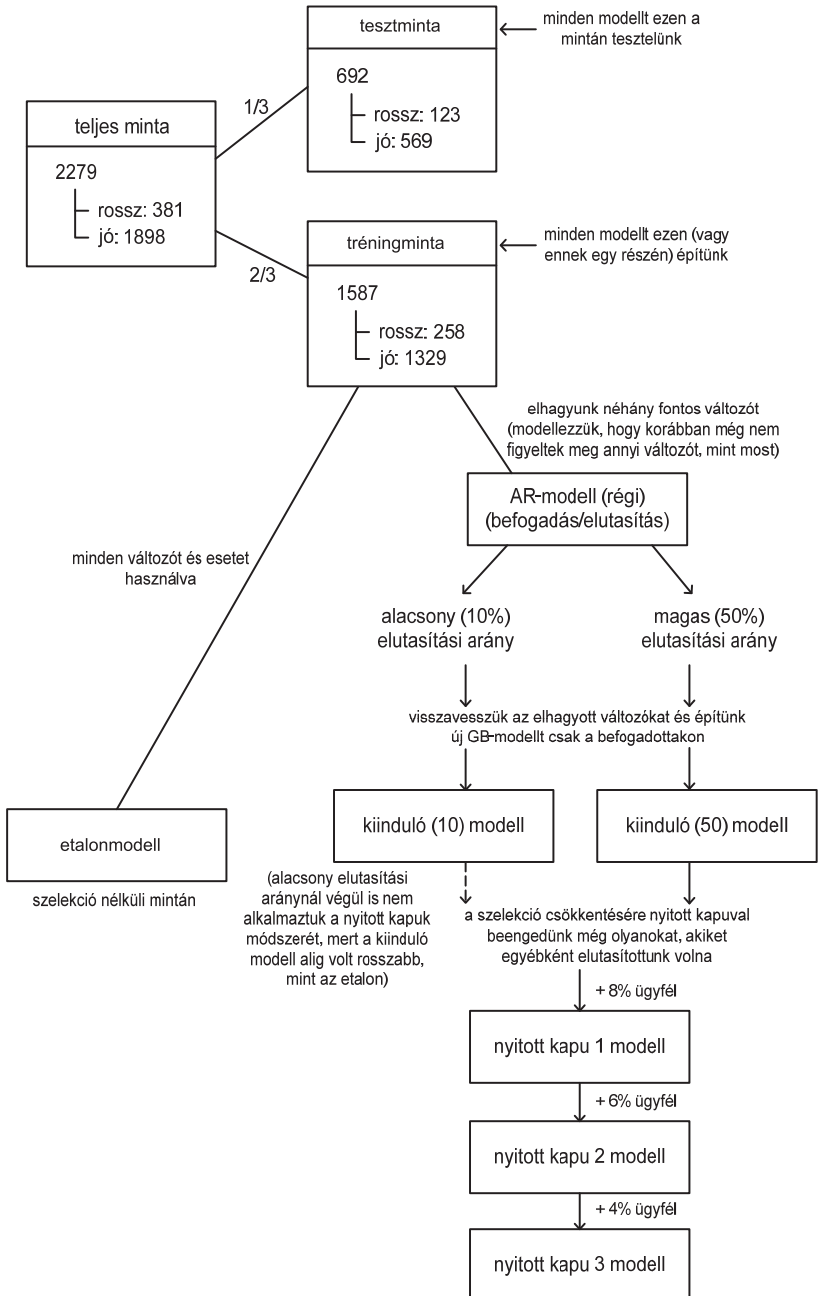 tesztminta
692
rossz: 123
jó: 569
minden modellt ezen a
mintán tesztelünk
1/3
teljes minta
2279
rossz: 381
jó: 1898
2/3
tréningminta
1587
rossz: 258
jó: 1329
minden modellt ezen (vagy
ennek egy részén) építünk
elhagyunk néhány fontos változót
(modellezzük, hogy korábban még nem
figyeltek meg annyi változót, mint most)
AR-modell (régi)
(befogadás/elutasítás)
minden változót és esetet
használva
alacsony (10%)
elutasítási arány
magas (50%)
elutasítási arány
visszavesszük az elhagyott változókat és építünk
új GB-modellt csak a befogadottakon
etalonmodell
szelekció nélküli mintán
kiinduló (10) modell
kiinduló (50) modell
(alacsony elutasítási
aránynál végül is nem
alkalmaztuk a nyitott kapuk
módszerét, mert a kiinduló
modell alig volt rosszabb,
mint az etalon)
a szelekció csökkentésére nyitott kapuval
beengedünk még olyanokat, akiket
egyébként elutasítottunk volna
+ 8% ügyfél
nyitott kapu 1 modell
+ 6% ügyfél
nyitott kapu 2 modell
+ 4% ügyfél
nyitott kapu 3 modell